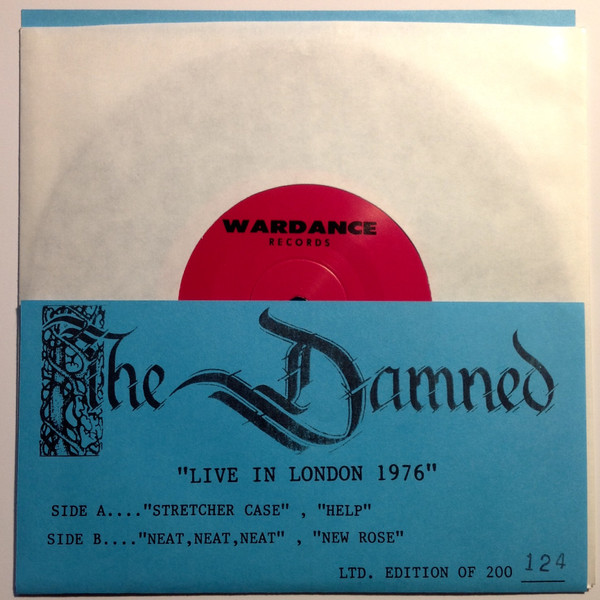 WARDANCE
RECORDS
The Damned
"LIVE IN LONDON 1976"
SIDE A...."STRETCHER CASE" , "HELP"
SIDE B...."NEAT,NEAT,NEAT" , "NEW ROSE"
LTD. EDITION OF 200 124